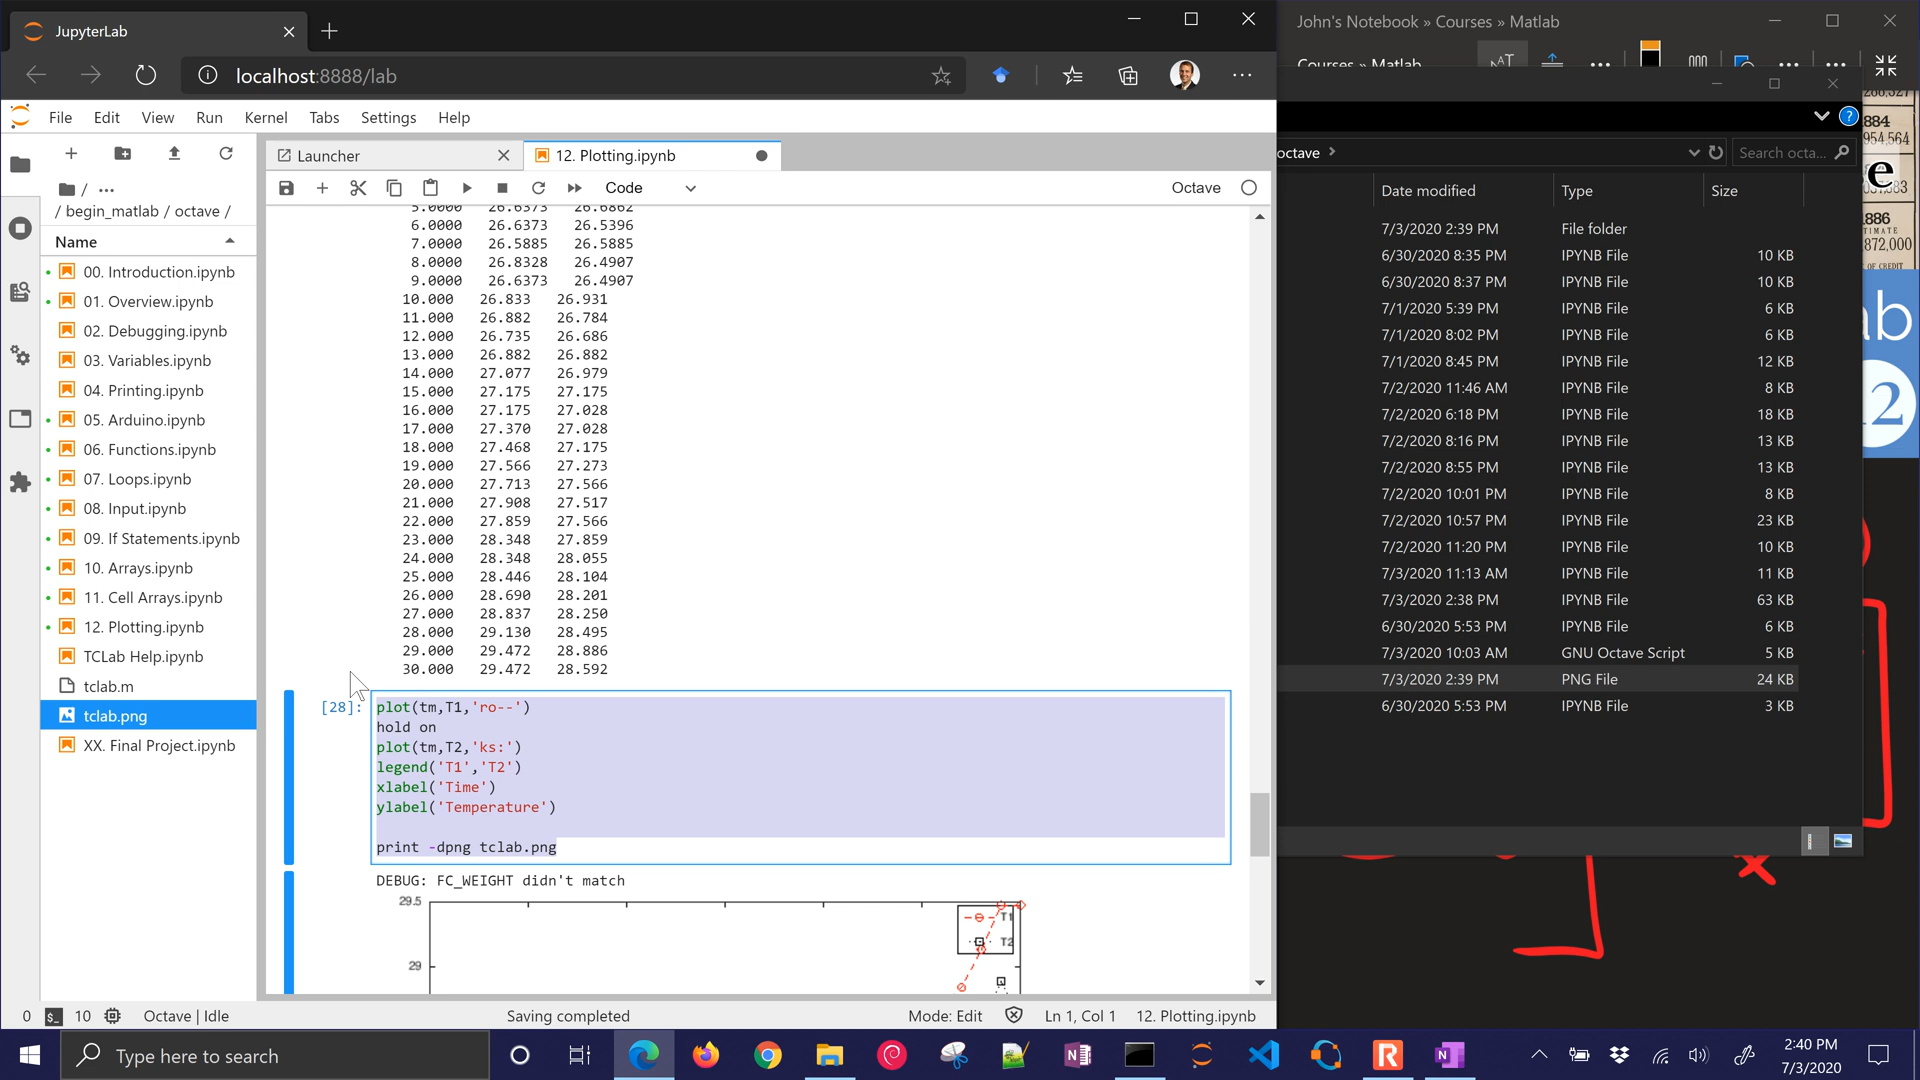 JupyterLab
localhost:8888/lab
File Edit View Run Kernel Tabs Settings Help
Launcher
12. Plotting.ipynb
Code
Octave
/ ...
/ begin_matlab / octave /
Name
00. Introduction.ipynb
01. Overview.ipynb
02. Debugging.ipynb
03. Variables.ipynb
04. Printing.ipynb
05. Arduino.ipynb
06. Functions.ipynb
07. Loops.ipynb
08. Input.ipynb
09. If Statements.ipynb
10. Arrays.ipynb
11. Cell Arrays.ipynb
12. Plotting.ipynb
TCLab Help.ipynb
tclab.m
tclab.png
XX. Final Project.ipynb
5.0000 26.6373 26.6862
6.0000 26.6373 26.5396
7.0000 26.5885 26.5885
8.0000 26.8328 26.4907
9.0000 26.6373 26.4907
10.000 26.833 26.931
11.000 26.882 26.784
12.000 26.735 26.686
13.000 26.882 26.882
14.000 27.077 26.979
15.000 27.175 27.175
16.000 27.175 27.028
17.000 27.370 27.028
18.000 27.468 27.175
19.000 27.566 27.273
20.000 27.713 27.566
21.000 27.908 27.517
22.000 27.859 27.566
23.000 28.348 27.859
24.000 28.348 28.055
25.000 28.446 28.104
26.000 28.690 28.201
27.000 28.837 28.250
28.000 29.130 28.495
29.000 29.472 28.886
30.000 29.472 28.592
[28]:
plot(tm,T1,'ro--')
hold on
plot(tm,T2,'ks:')
legend('T1','T2')
xlabel('Time')
ylabel('Temperature')
print -dpng tclab.png
DEBUG: FC_WEIGHT didn't match
29.5
T1
T2
29
0 $_ 10 Octave | Idle
Saving completed
Mode: Edit
Ln 1, Col 1 12. Plotting.ipynb
John's Notebook » Courses » Matlab
Courses » Matlab
octave
Search octa...
Date modified Type Size
7/3/2020 2:39 PM File folder
6/30/2020 8:35 PM IPYNB File 10 KB
6/30/2020 8:37 PM IPYNB File 10 KB
7/1/2020 5:39 PM IPYNB File 6 KB
7/1/2020 8:02 PM IPYNB File 6 KB
7/1/2020 8:45 PM IPYNB File 12 KB
7/2/2020 11:46 AM IPYNB File 8 KB
7/2/2020 6:18 PM IPYNB File 18 KB
7/2/2020 8:16 PM IPYNB File 13 KB
7/2/2020 8:55 PM IPYNB File 13 KB
7/2/2020 10:01 PM IPYNB File 8 KB
7/2/2020 10:57 PM IPYNB File 23 KB
7/2/2020 11:20 PM IPYNB File 10 KB
7/3/2020 11:13 AM IPYNB File 11 KB
7/3/2020 2:38 PM IPYNB File 63 KB
6/30/2020 5:53 PM IPYNB File 6 KB
7/3/2020 10:03 AM GNU Octave Script 5 KB
7/3/2020 2:39 PM PNG File 24 KB
6/30/2020 5:53 PM IPYNB File 3 KB
884
954,564
e
886
872,000
ab
2
Type here to search
2:40 PM
7/3/2020